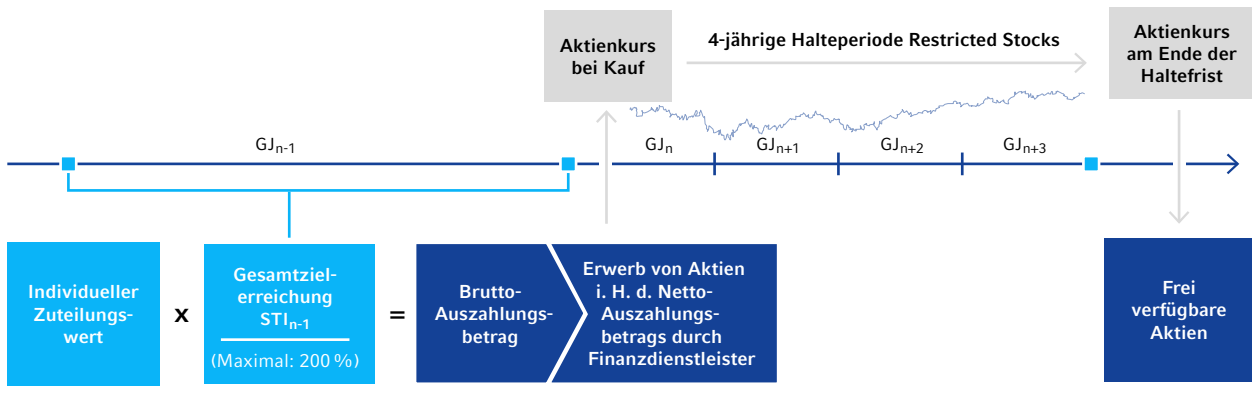 Aktienkurs
bei Kauf
4-jährige Halteperiode Restricted Stocks
Aktienkurs
am Ende der
Haltefrist
GJn-1
GJn
GJn+1
GJn+2
GJn+3
Individueller
Zuteilungs-
wert
x
Gesamtziel-
erreichung
STIn-1
(Maximal: 200 %)
=
Brutto-
Auszahlungs-
betrag
Erwerb von Aktien
i. H. d. Netto-
Auszahlungs-
betrags durch
Finanzdienstleister
Frei
verfügbare
Aktien